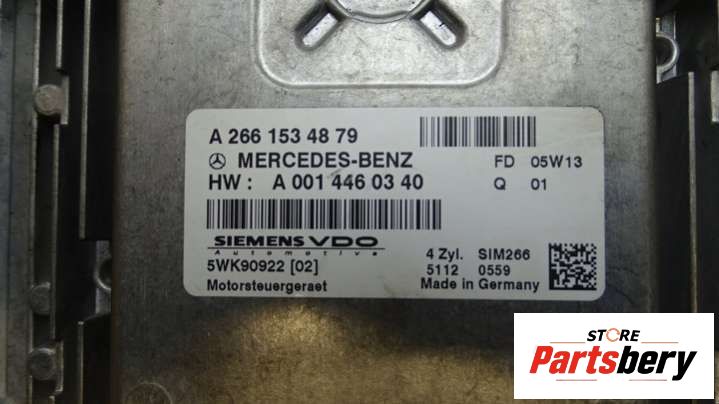 A 266 153 48 79
MERCEDES-BENZ
FD 05W13
HW : A 001 446 03 40
Q 01
SIEMENS VDO
Automotive
4 Zyl. SIM266
5WK90922 [02]
5112 0559
Motorsteuergeraet
Made in Germany
STORE
Partsbery